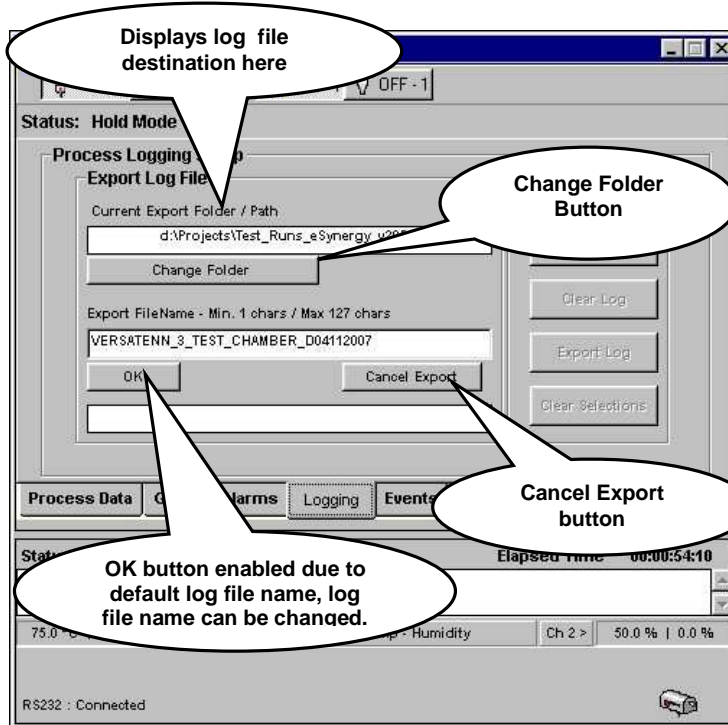 Displays log file
destination here
OFF - 1
Status: Hold Mode
Process Logging
Export Log File
Change Folder
Button
Current Export Folder / Path
d:\Projects\Test_Runs_eSynergy
Change Folder
Clear Log
Export FileName - Min. 1 chars / Max 127 chars
VERSATENN_3_TEST_CHAMBER_D04112007
Export Log
OK
Cancel Export
Clear Selections
Process Data
Alarms
Logging
Events
Cancel Export
button
Elapsed Time 00:00:54:10
OK button enabled due to
default log file name, log
file name can be changed.
75.0 °C
- Humidity
Ch 2 >
50.0 % | 0.0 %
RS232 : Connected